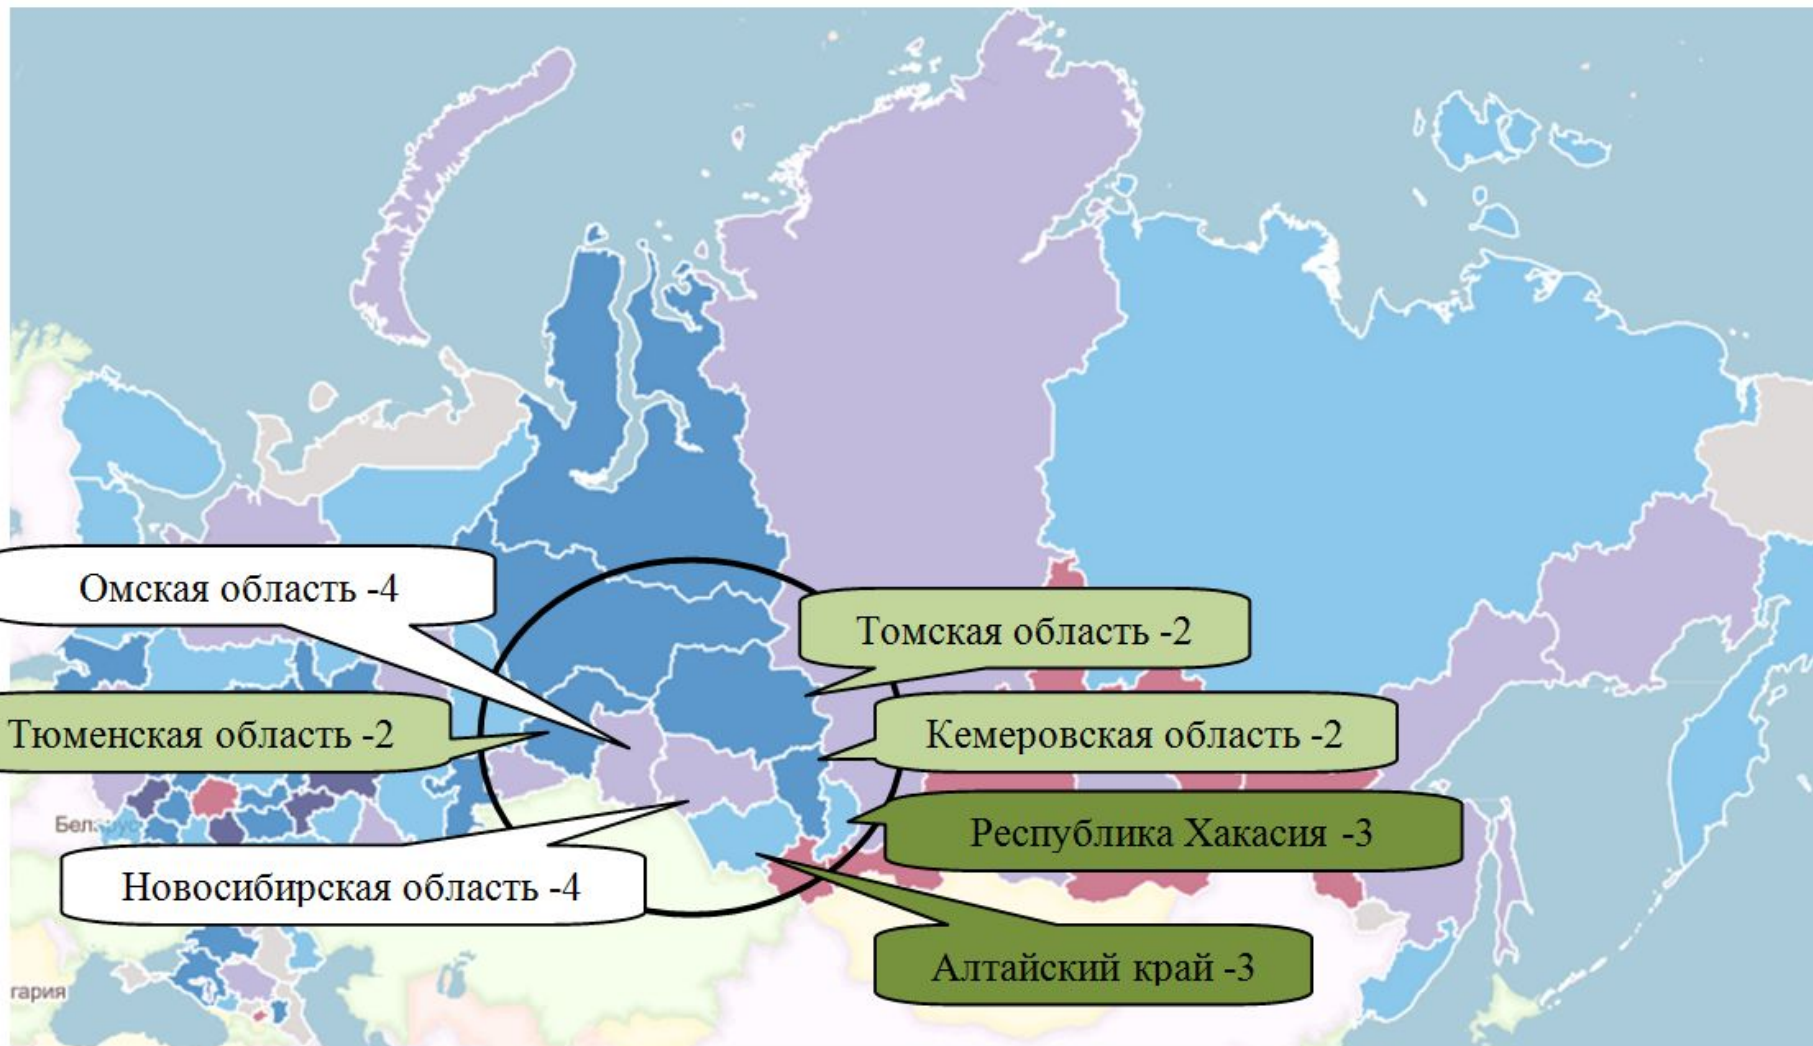 Омская область -4
Томская область -2
Тюменская область -2
Кемеровская область -2
Республика Хакасия -3
Новосибирская область -4
Алтайский край -3